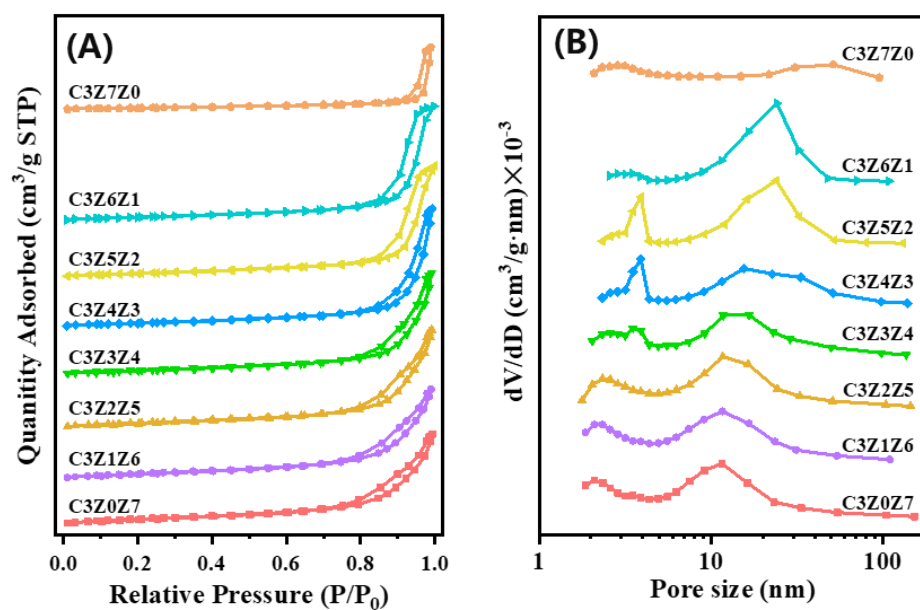 (A)
C3Z7Z0
C3Z6Z1
C3Z5Z2
C3Z4Z3
C3Z3Z4
C3Z2Z5
C3Z1Z6
C3Z0Z7
Quanitity Adsorbed (cm³/g STP)
0.0 0.2 0.4 0.6 0.8 1.0
Relative Pressure (P/P₀)
(B)
C3Z7Z0
C3Z6Z1
C3Z5Z2
C3Z4Z3
C3Z3Z4
C3Z2Z5
C3Z1Z6
C3Z0Z7
dV/dD (cm³/g·nm)×10⁻³
1 10 100
Pore size (nm)